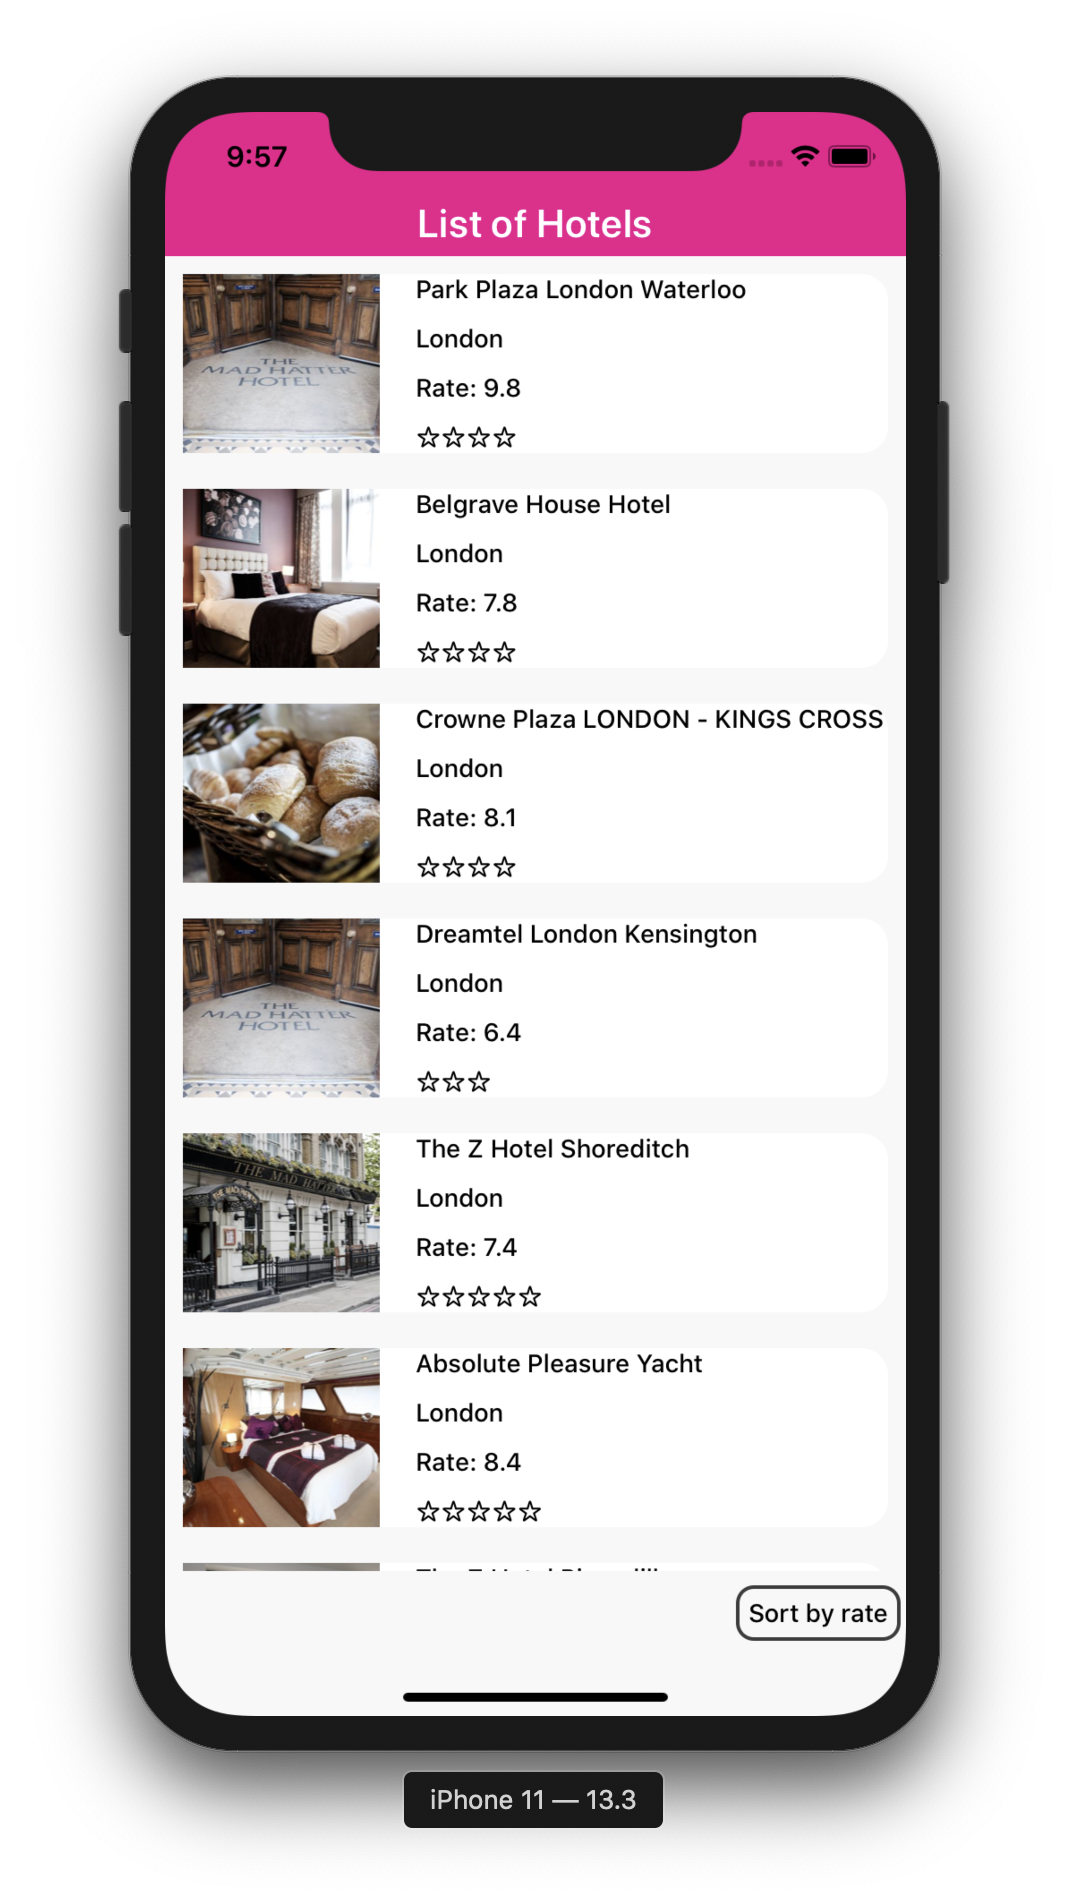 9:57
List of Hotels
THE
MAD HATTER
HOTEL
Park Plaza London Waterloo
London
Rate: 9.8
☆☆☆☆
Belgrave House Hotel
London
Rate: 7.8
☆☆☆☆
Crowne Plaza LONDON - KINGS CROSS
London
Rate: 8.1
☆☆☆☆
THE
MAD HATTER
HOTEL
Dreamtel London Kensington
London
Rate: 6.4
☆☆☆
THE MAD HATTER
The Z Hotel Shoreditch
London
Rate: 7.4
☆☆☆☆☆
Absolute Pleasure Yacht
London
Rate: 8.4
☆☆☆☆☆
Sort by rate
iPhone 11 — 13.3